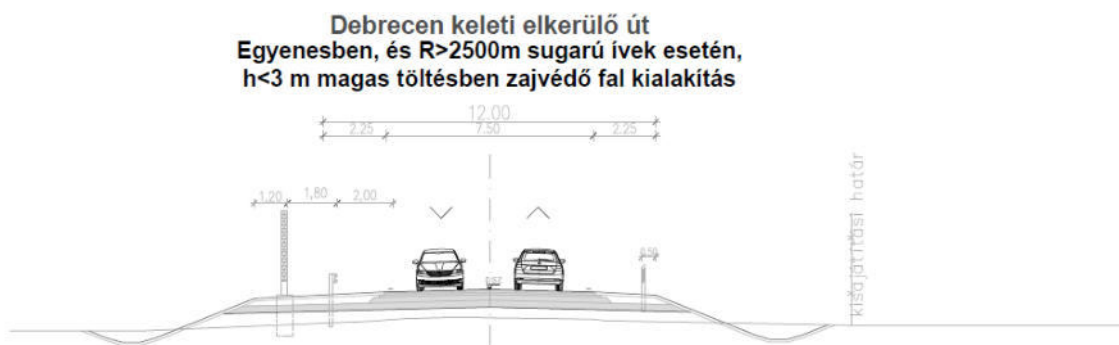 Debrecen keleti elkerülő út
Egyenesben, és R>2500m sugarú ívek esetén,
h<3 m magas töltésben zajvédő fal kialakítás
12.00
2.25 7.50 2.25
1,20 1,80 2,00
0,50
kisajátítási határ